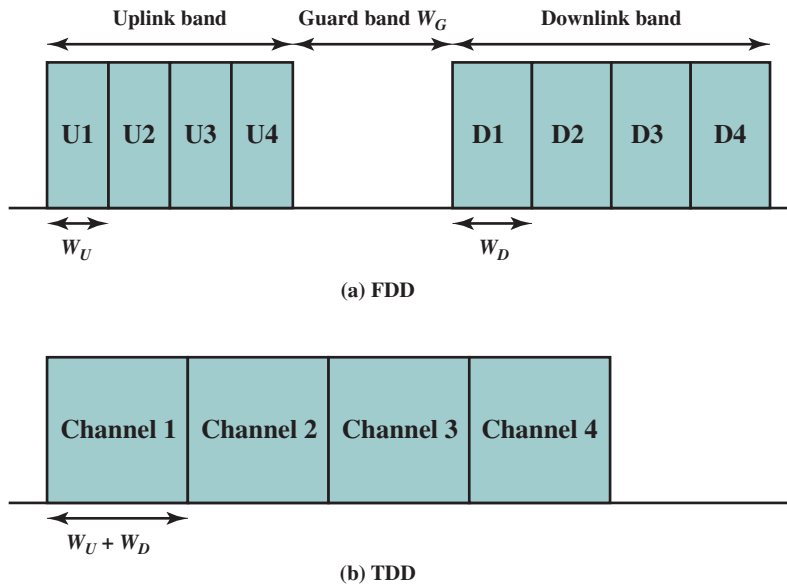 Uplink band
Guard band W_G
Downlink band
U1
U2
U3
U4
D1
D2
D3
D4
W_U
W_D
(a) FDD
Channel 1
Channel 2
Channel 3
Channel 4
W_U + W_D
(b) TDD